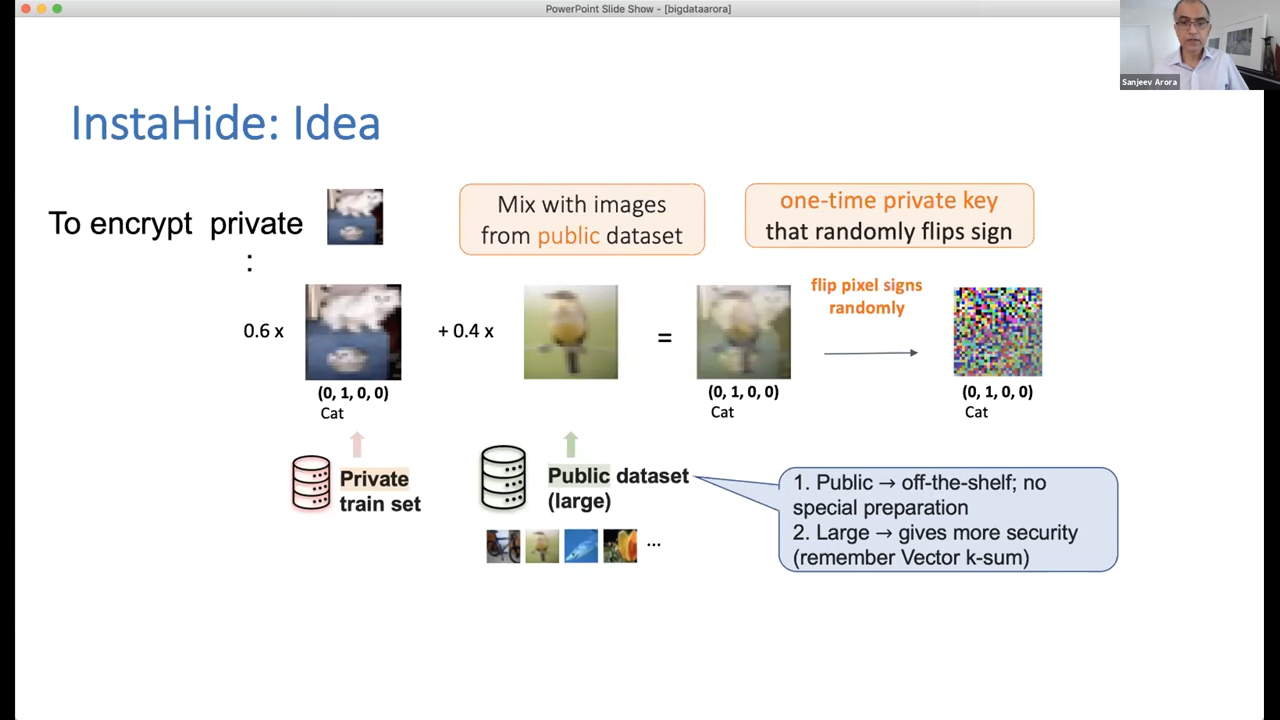 PowerPoint Slide Show - [bigdataarora]
Sanjeev Arora
InstaHide: Idea
To encrypt private
:
Mix with images
from public dataset
one-time private key
that randomly flips sign
0.6 x
+ 0.4 x
=
flip pixel signs
randomly
(0, 1, 0, 0)
Cat
(0, 1, 0, 0)
Cat
(0, 1, 0, 0)
Cat
Private
train set
Public dataset
(large)
...
1. Public → off-the-shelf; no
special preparation
2. Large → gives more security
(remember Vector k-sum)